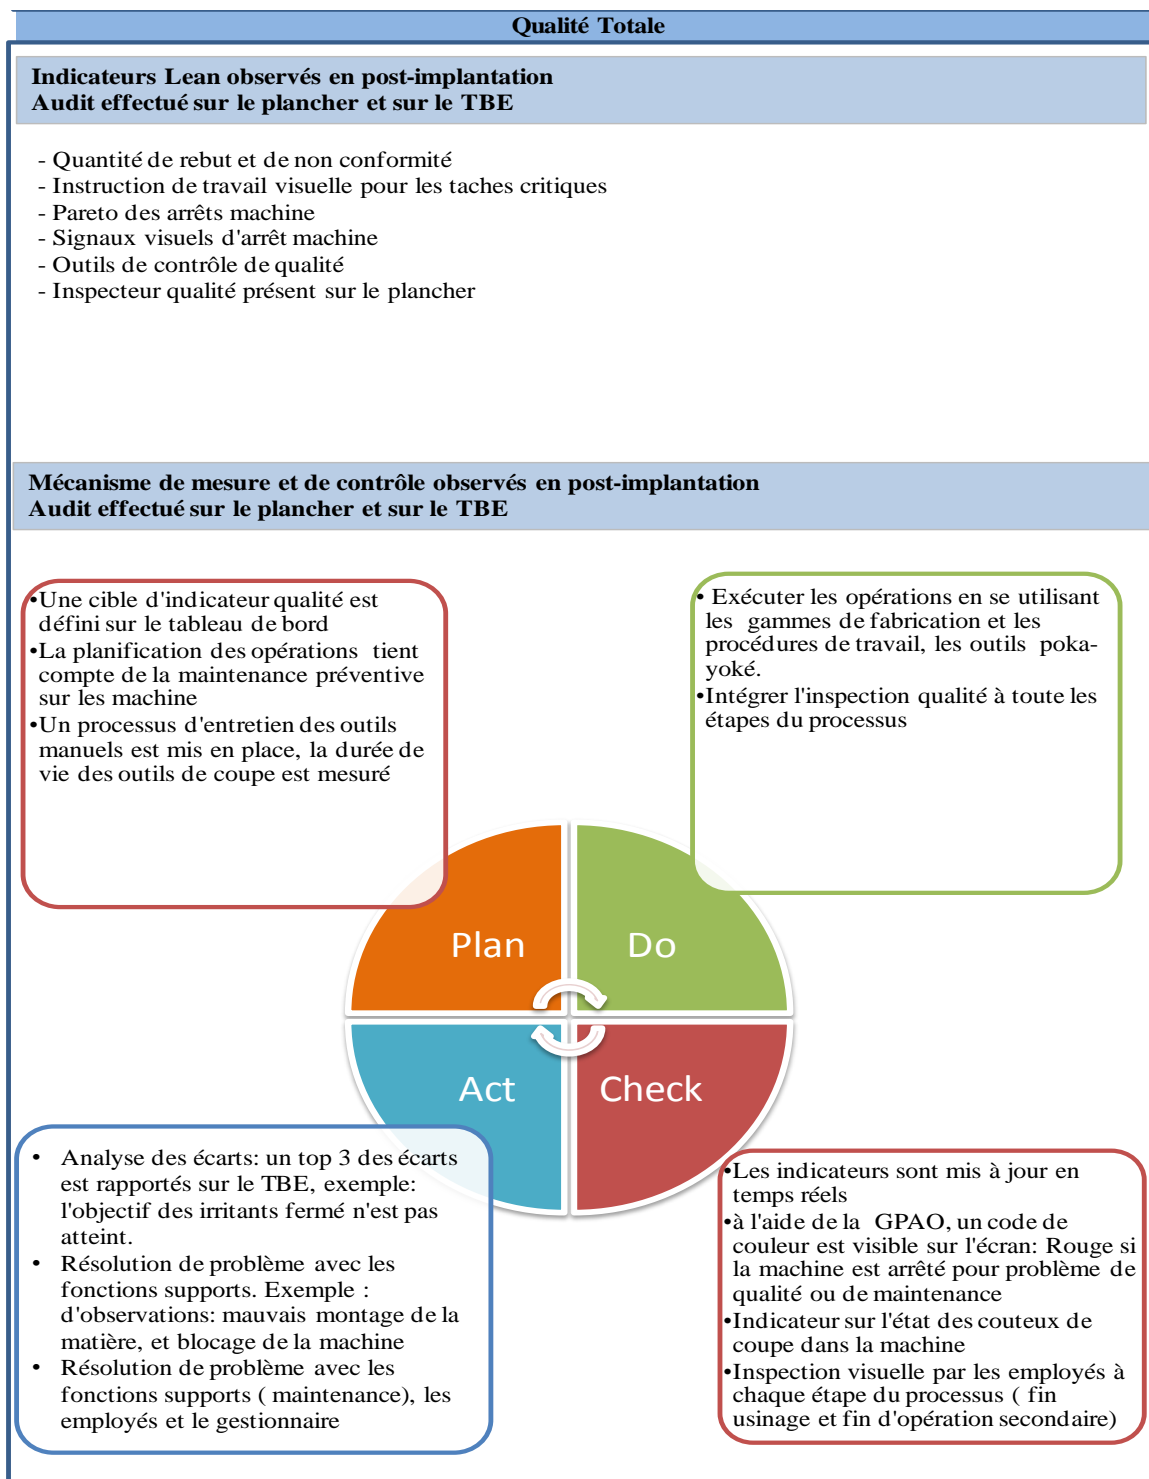 Qualité Totale
Indicateurs Lean observés en post-implantation
Audit effectué sur le plancher et sur le TBE
- Quantité de rebut et de non conformité
- Instruction de travail visuelle pour les taches critiques
- Pareto des arrêts machine
- Signaux visuels d'arrêt machine
- Outils de contrôle de qualité
- Inspecteur qualité présent sur le plancher
Mécanisme de mesure et de contrôle observés en post-implantation
Audit effectué sur le plancher et sur le TBE
•Une cible d'indicateur qualité est
défini sur le tableau de bord
•La planification des opérations tient
compte de la maintenance préventive
sur les machine
•Un processus d'entretien des outils
manuels est mis en place, la durée de
vie des outils de coupe est mesuré
• Exécuter les opérations en se utilisant
les gammes de fabrication et les
procédures de travail, les outils poka-
yoké.
•Intégrer l'inspection qualité à toute les
étapes du processus
Plan
Do
Act
Check
• Analyse des écarts: un top 3 des écarts
est rapportés sur le TBE, exemple:
l'objectif des irritants fermé n'est pas
atteint.
• Résolution de problème avec les
fonctions supports. Exemple :
d'observations: mauvais montage de la
matière, et blocage de la machine
• Résolution de problème avec les
fonctions supports ( maintenance), les
employés et le gestionnaire
•Les indicateurs sont mis à jour en
temps réels
•à l'aide de la GPAO, un code de
couleur est visible sur l'écran: Rouge si
la machine est arrêté pour problème de
qualité ou de maintenance
•Indicateur sur l'état des couteux de
coupe dans la machine
•Inspection visuelle par les employés à
chaque étape du processus ( fin
usinage et fin d'opération secondaire)